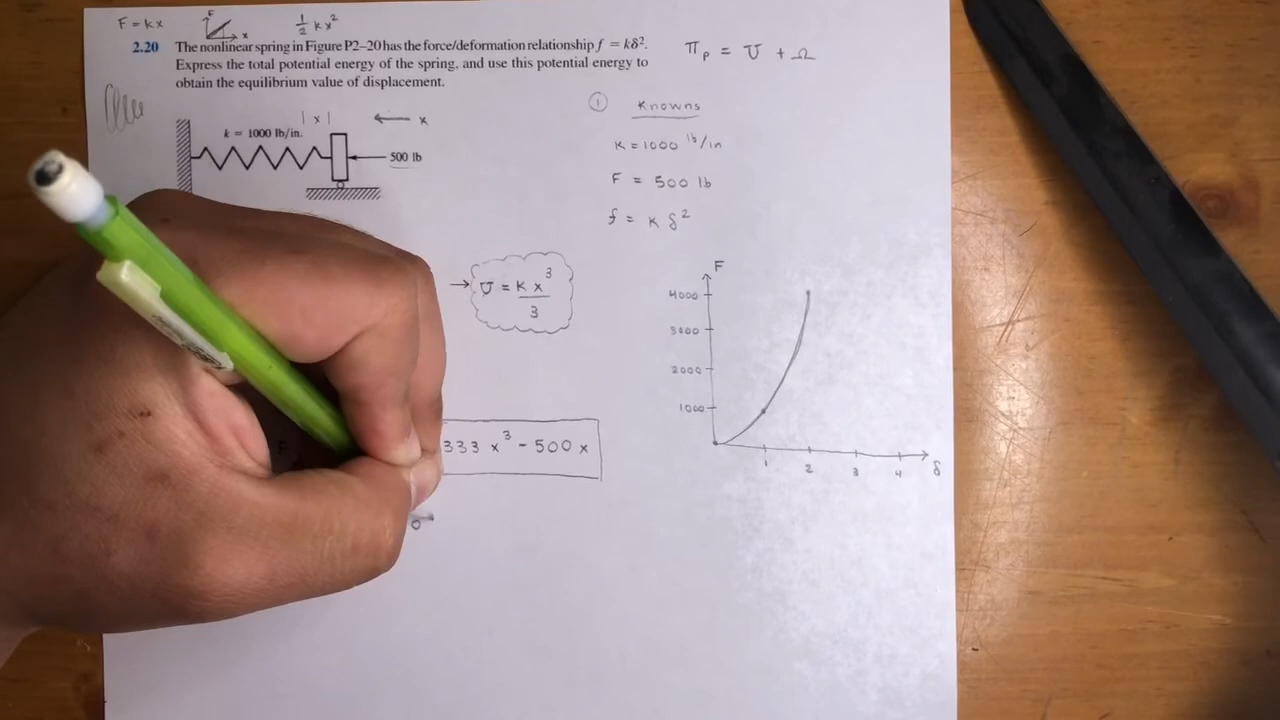 F = kx
F
x
½ kx²
2.20 The nonlinear spring in Figure P2–20 has the force/deformation relationship f = kδ².
Express the total potential energy of the spring, and use this potential energy to
obtain the equilibrium value of displacement.
πp = U + Ω
| x |
← x
k = 1000 lb/in.
500 lb
① Knowns
K = 1000 lb/in
F = 500 lb
f = K δ²
→ U = K x³
3
F
4000
3000
2000
1000
1 2 3 4 δ
333 x³ - 500 x
0